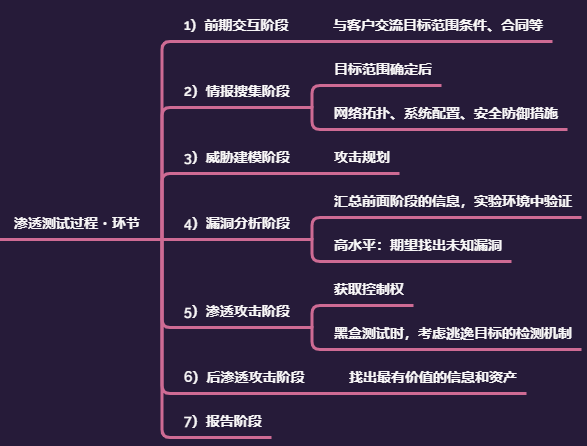 1）前期交互阶段
与客户交流目标范围条件、合同等
目标范围确定后
2）情报搜集阶段
网络拓扑、系统配置、安全防御措施
3）威胁建模阶段
攻击规划
汇总前面阶段的信息，实验环境中验证
渗透测试过程·环节
4）漏洞分析阶段
高水平：期望找出未知漏洞
获取控制权
5）渗透攻击阶段
黑盒测试时，考虑逃逸目标的检测机制
6）后渗透攻击阶段
找出最有价值的信息和资产
7）报告阶段